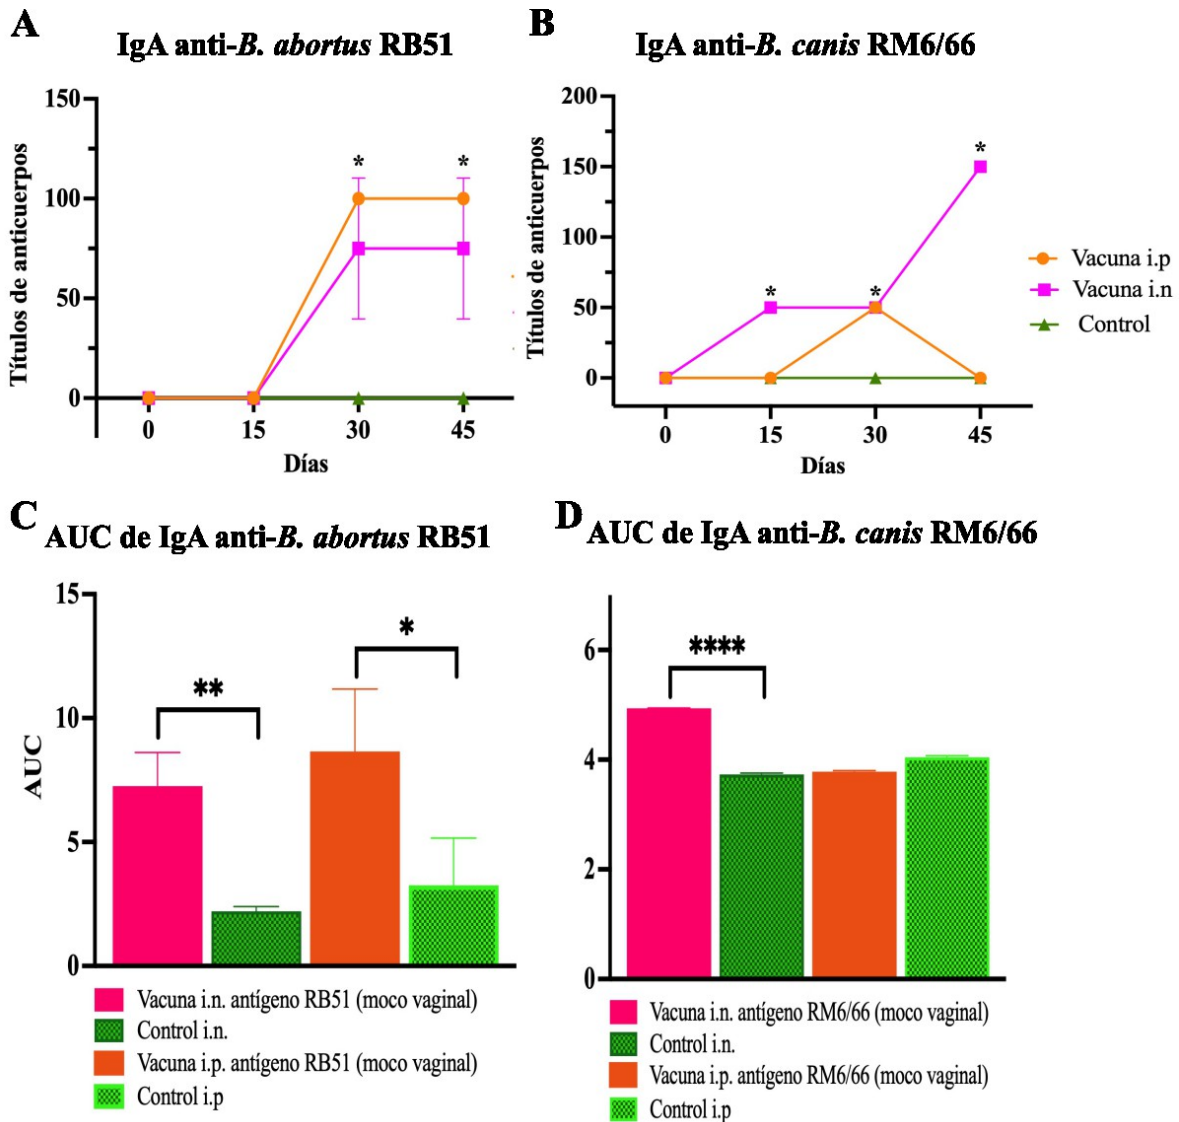 A
IgA anti-B. abortus RB51
Títulos de anticuerpos
150
100
50
0
* *
0 15 30 45
Días
B
IgA anti-B. canis RM6/66
Títulos de anticuerpos
200
150
100
50
0
* * *
0 15 30 45
Días
Vacuna i.p
Vacuna i.n
Control
C
AUC de IgA anti-B. abortus RB51
AUC
15
10
5
0
**
*
Vacuna i.n. antígeno RB51 (moco vaginal)
Control i.n.
Vacuna i.p. antígeno RB51 (moco vaginal)
Control i.p
D
AUC de IgA anti-B. canis RM6/66
6
4
2
0
****
Vacuna i.n. antígeno RM6/66 (moco vaginal)
Control i.n.
Vacuna i.p. antígeno RM6/66 (moco vaginal)
Control i.p